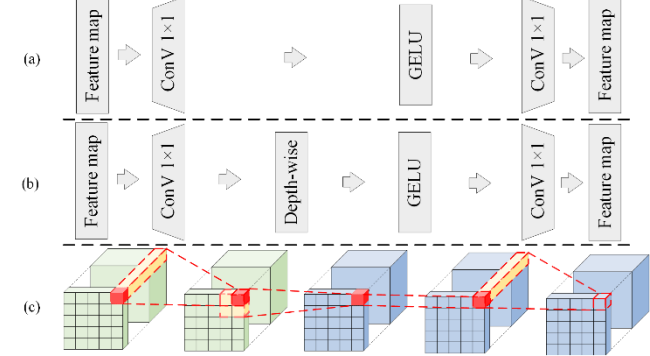 (a)
Feature map
ConV 1×1
GELU
ConV 1×1
Feature map
(b)
Feature map
ConV 1×1
Depth-wise
GELU
ConV 1×1
Feature map
(c)